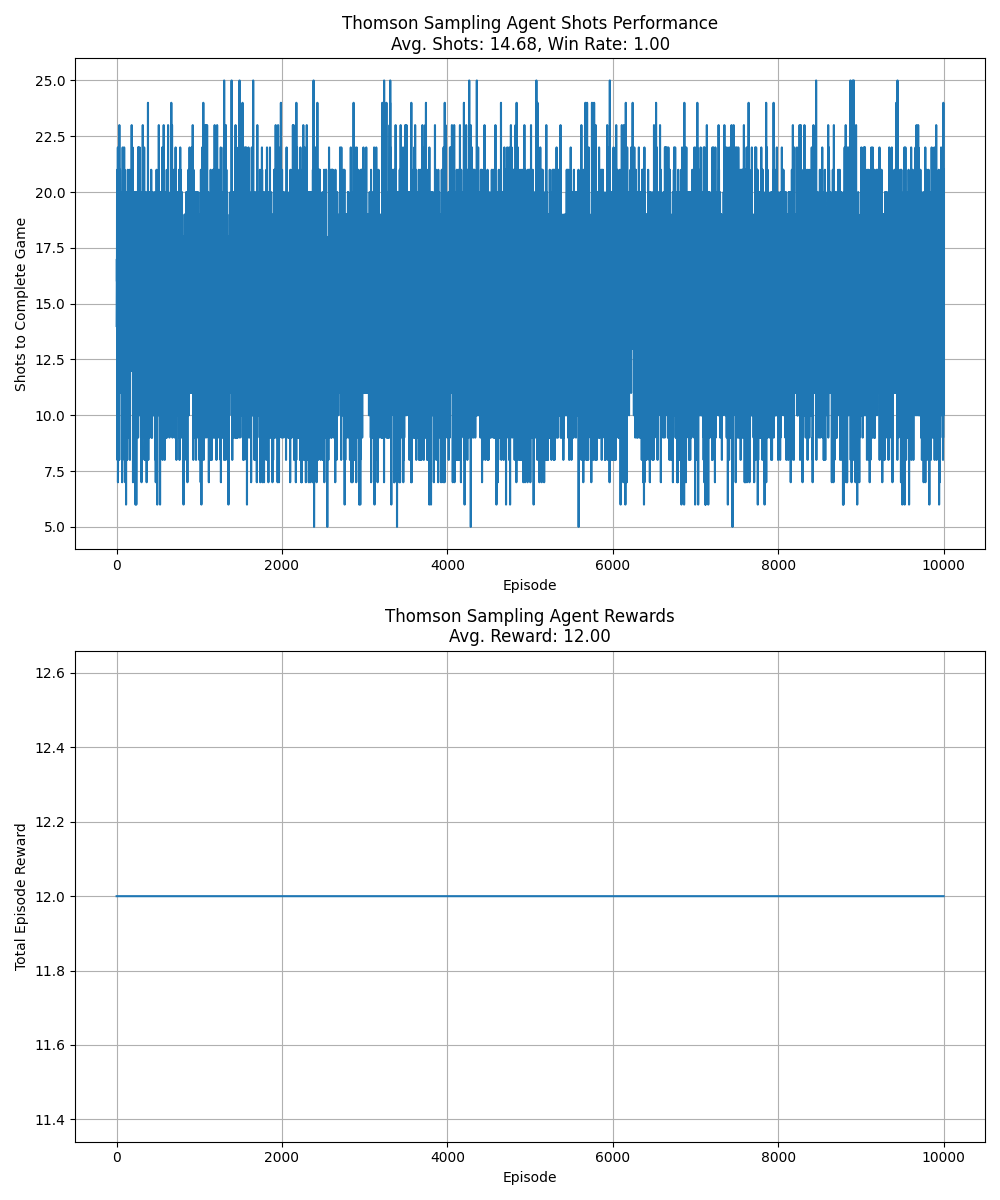 Thomson Sampling Agent Shots Performance
Avg. Shots: 14.68, Win Rate: 1.00
25.0
22.5
20.0
17.5
15.0
12.5
10.0
7.5
5.0
Shots to Complete Game
0 2000 4000 6000 8000 10000
Episode
Thomson Sampling Agent Rewards
Avg. Reward: 12.00
12.6
12.4
12.2
12.0
11.8
11.6
11.4
Total Episode Reward
0 2000 4000 6000 8000 10000
Episode